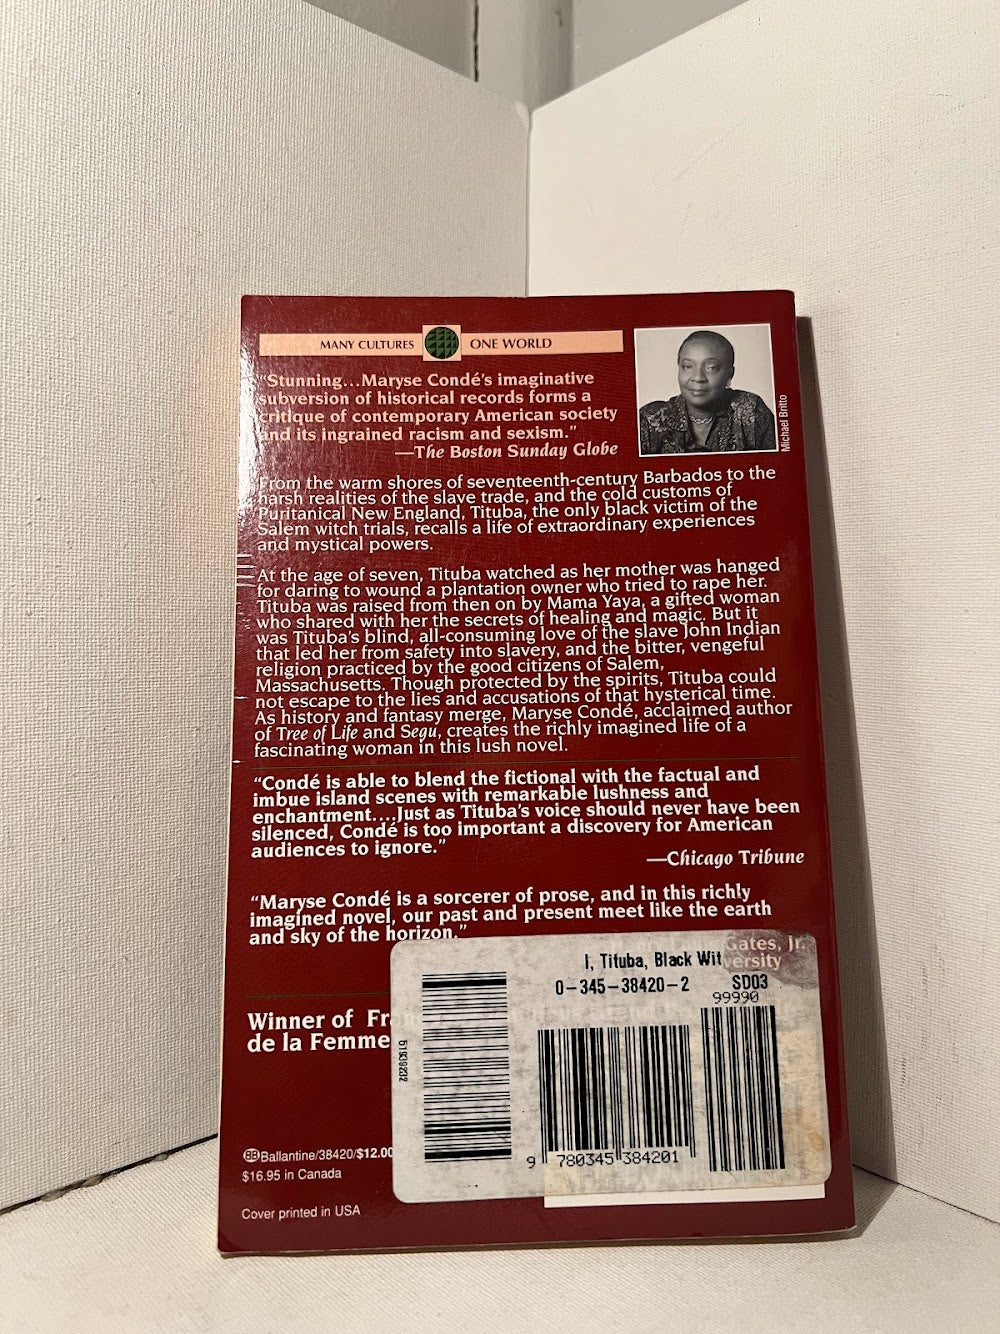 MANY CULTURES ONE WORLD
"Stunning...Maryse Condé's imaginative
subversion of historical records forms a
critique of contemporary American society
and its ingrained racism and sexism."
—The Boston Sunday Globe
Michael Britto
From the warm shores of seventeenth-century Barbados to the
harsh realities of the slave trade, and the cold customs of
Puritanical New England, Tituba, the only black victim of the
Salem witch trials, recalls a life of extraordinary experiences
and mystical powers.
At the age of seven, Tituba watched as her mother was hanged
for daring to wound a plantation owner who tried to rape her.
Tituba was raised from then on by Mama Yaya, a gifted woman
who shared with her the secrets of healing and magic. But it
was Tituba's blind, all-consuming love of the slave John Indian
that led her from safety into slavery, and the bitter, vengeful
religion practiced by the good citizens of Salem,
Massachusetts. Though protected by the spirits, Tituba could
not escape to the lies and accusations of that hysterical time.
As history and fantasy merge, Maryse Condé, acclaimed author
of Tree of Life and Segu, creates the richly imagined life of a
fascinating woman in this lush novel.
"Condé is able to blend the fictional with the factual and
imbue island scenes with remarkable lushness and
enchantment....Just as Tituba's voice should never have been
silenced, Condé is too important a discovery for American
audiences to ignore."
—Chicago Tribune
"Maryse Condé is a sorcerer of prose, and in this richly
imagined novel, our past and present meet like the earth
and sky of the horizon."
Gates, Jr.
I, Tituba, Black Wit
0-345-38420-2 SD03
99990
Winner of
de la Femme
51939232
9 780345 384201
BB Ballantine/38420/$12.00
$16.95 in Canada
Cover printed in USA